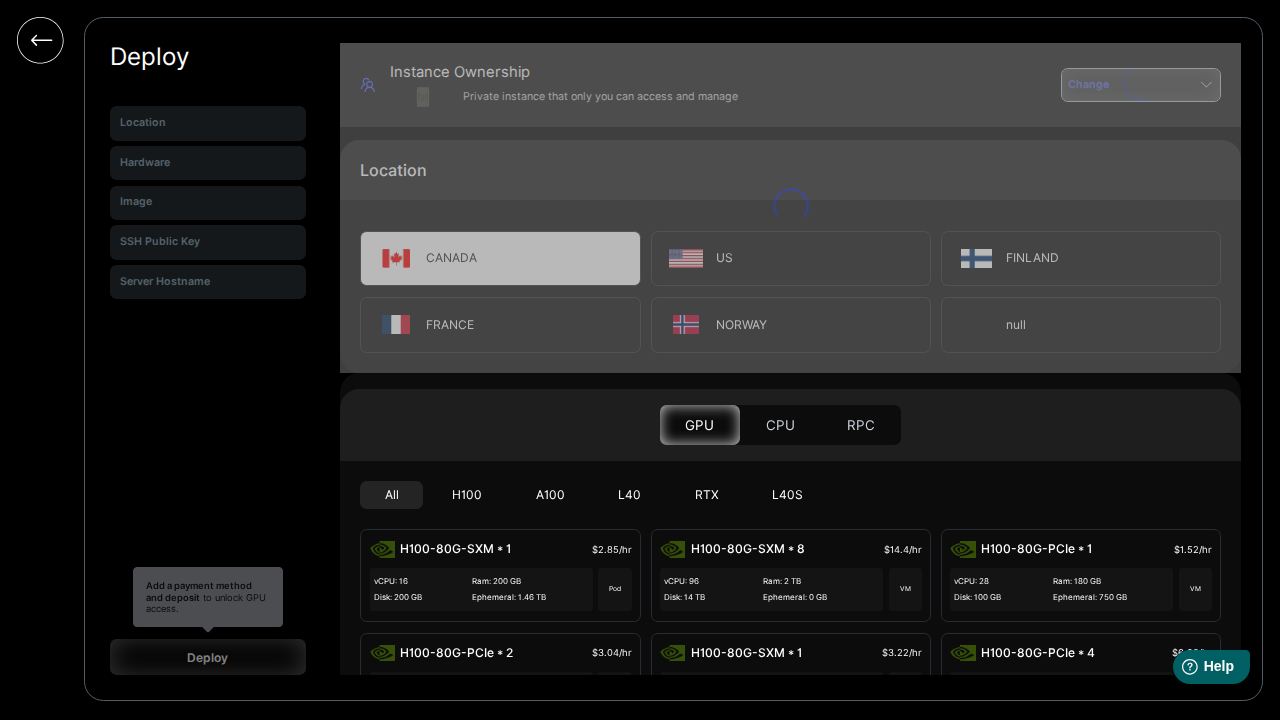 Deploy
Location
Hardware
Image
SSH Public Key
Server Hostname
Add a payment method
and deposit to unlock GPU
access.
Deploy
Instance Ownership
Private instance that only you can access and manage
Change
Location
CANADA
US
FINLAND
FRANCE
NORWAY
null
GPU
CPU
RPC
All
H100
A100
L40
RTX
L40S
H100-80G-SXM * 1
$2.85/hr
vCPU: 16
Ram: 200 GB
Disk: 200 GB
Ephemeral: 1.46 TB
Pod
H100-80G-SXM * 8
$14.4/hr
vCPU: 96
Ram: 2 TB
Disk: 14 TB
Ephemeral: 0 GB
VM
H100-80G-PCIe * 1
$1.52/hr
vCPU: 28
Ram: 180 GB
Disk: 100 GB
Ephemeral: 750 GB
VM
H100-80G-PCIe * 2
$3.04/hr
H100-80G-SXM * 1
$3.22/hr
H100-80G-PCIe * 4
Help